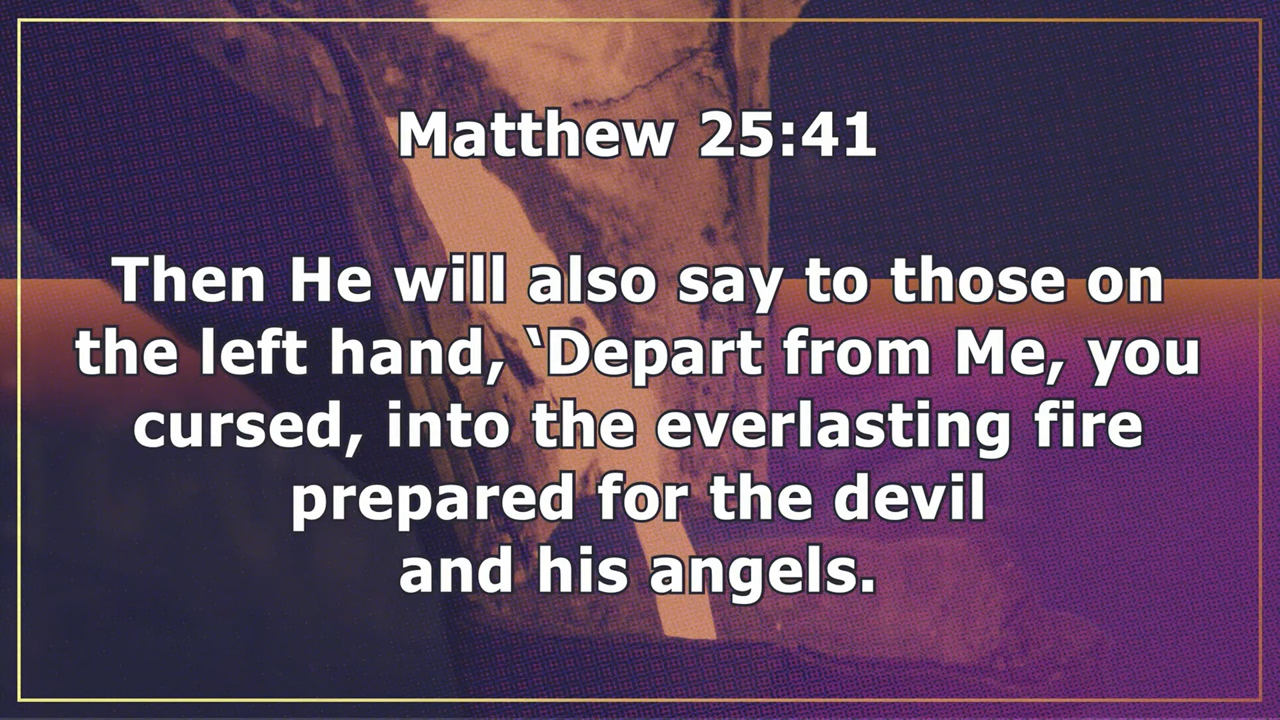 Matthew 25:41
Then He will also say to those on
the left hand, ‘Depart from Me, you
cursed, into the everlasting fire
prepared for the devil
and his angels.